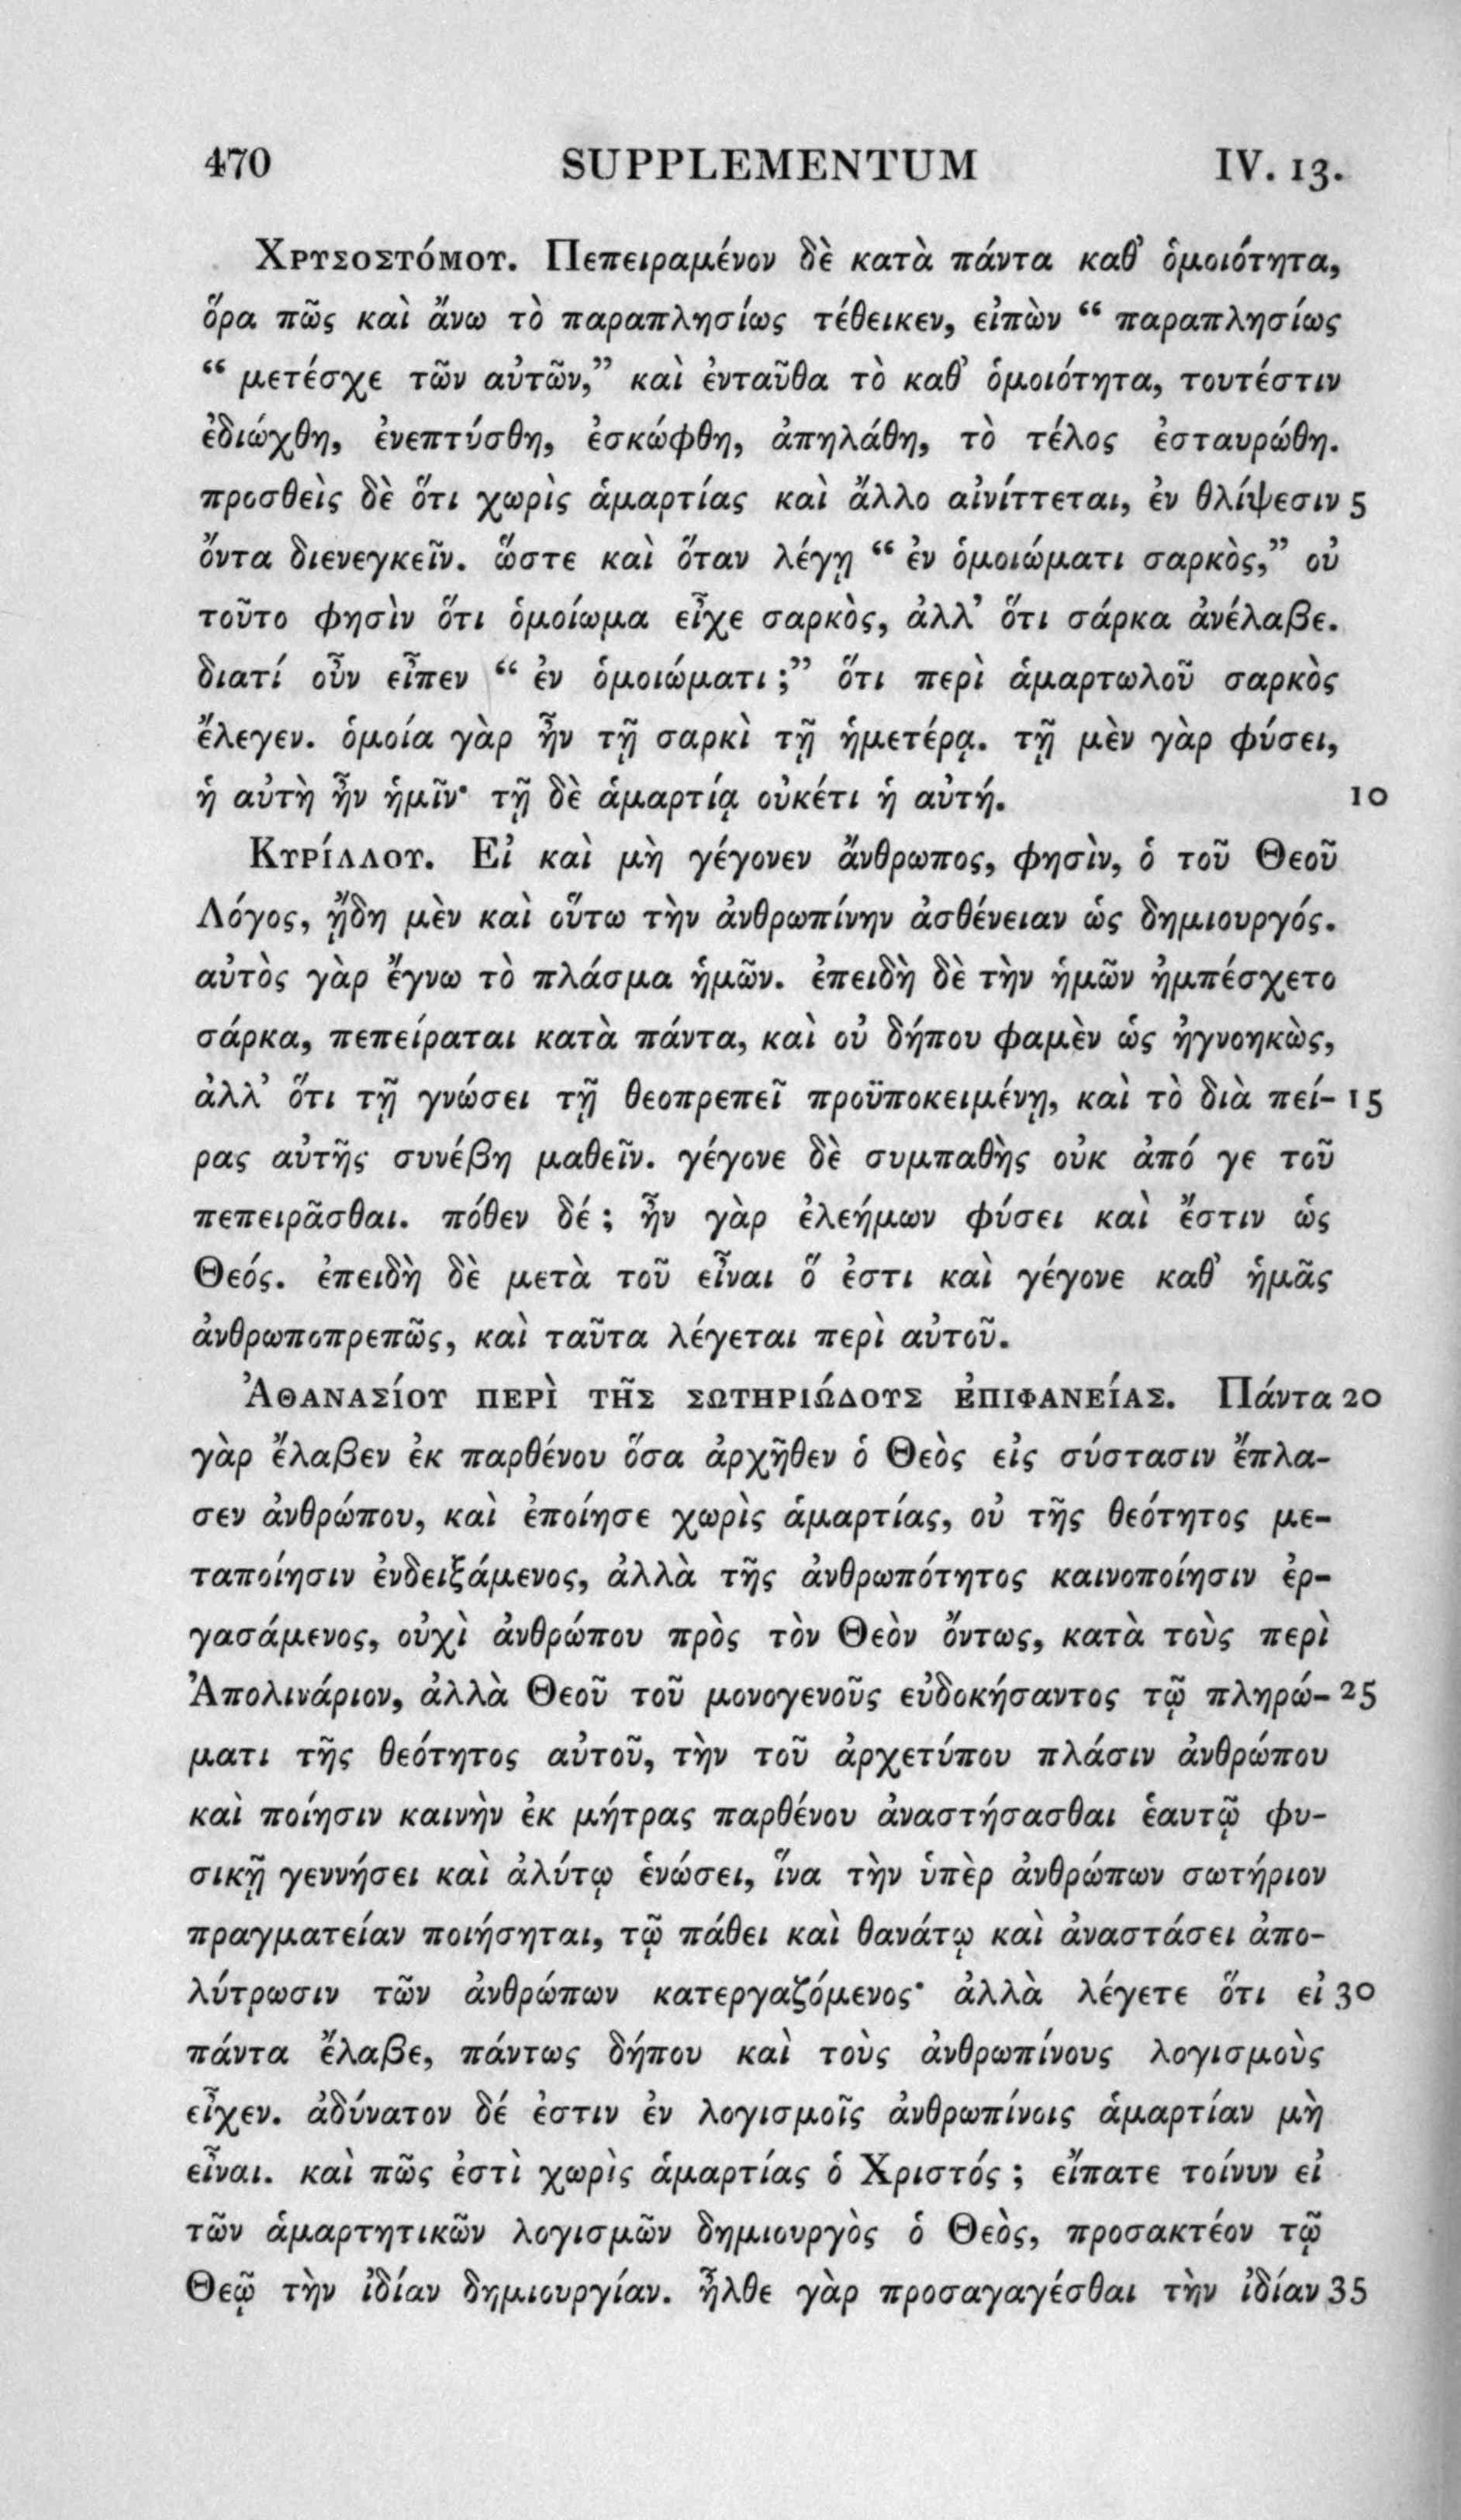 470 SUPPLEMENTUM IV. 13.
Χρυσοστόμου. Πεπειραμένον δὲ κατὰ πάντα καθ’ ὁμοιότητα,
ὅρα πῶς καὶ ἄνω τὸ παραπλησίως τέθεικεν, εἰπὼν “ παραπλησίως
“ μετέσχε τῶν αὐτῶν,” καὶ ἐνταῦθα τὸ καθ’ ὁμοιότητα, τουτέστιν
ἐδιώχθη, ἐνεπτύσθη, ἐσκώφθη, ἀπηλάθη, τὸ τέλος ἐσταυρώθη.
προσθεὶς δὲ ὅτι χωρὶς ἁμαρτίας καὶ ἄλλο αἰνίττεται, ἐν θλίψεσιν 5
ὄντα διενεγκεῖν. ὥστε καὶ ὅταν λέγῃ “ ἐν ὁμοιώματι σαρκὸς,” οὐ
τοῦτο φησὶν ὅτι ὁμοίωμα εἶχε σαρκὸς, ἀλλ’ ὅτι σάρκα ἀνέλαβε.
διατί οὖν εἶπεν “ ἐν ὁμοιώματι ;” ὅτι περὶ ἁμαρτωλοῦ σαρκὸς
ἔλεγεν. ὁμοία γὰρ ἦν τῇ σαρκὶ τῇ ἡμετέρᾳ. τῇ μὲν γὰρ φύσει,
ἡ αὐτὴ ἦν ἡμῖν· τῇ δὲ ἁμαρτίᾳ οὐκέτι ἡ αὐτή. 10
Κυρίλλου. Εἰ καὶ μὴ γέγονεν ἄνθρωπος, φησὶν, ὁ τοῦ Θεοῦ
Λόγος, ᾔδη μὲν καὶ οὕτω τὴν ἀνθρωπίνην ἀσθένειαν ὡς δημιουργός.
αὐτὸς γὰρ ἔγνω τὸ πλάσμα ἡμῶν. ἐπειδὴ δὲ τὴν ἡμῶν ἠμπέσχετο
σάρκα, πεπείραται κατὰ πάντα, καὶ οὐ δήπου φαμὲν ὡς ἠγνοηκὼς,
ἀλλ’ ὅτι τῇ γνώσει τῇ θεοπρεπεῖ προϋποκειμένῃ, καὶ τὸ διὰ πεί- 15
ρας αὐτῆς συνέβη μαθεῖν. γέγονε δὲ συμπαθὴς οὐκ ἀπό γε τοῦ
πεπειρᾶσθαι. πόθεν δέ ; ἦν γὰρ ἐλεήμων φύσει καὶ ἔστιν ὡς
Θεός. ἐπειδὴ δὲ μετὰ τοῦ εἶναι ὅ ἐστι καὶ γέγονε καθ’ ἡμᾶς
ἀνθρωποπρεπῶς, καὶ ταῦτα λέγεται περὶ αὐτοῦ.
Ἀθανασίου περὶ τῆς σωτηριώδους ἐπιφανείας. Πάντα 20
γὰρ ἔλαβεν ἐκ παρθένου ὅσα ἀρχῆθεν ὁ Θεὸς εἰς σύστασιν ἔπλα-
σεν ἀνθρώπου, καὶ ἐποίησε χωρὶς ἁμαρτίας, οὐ τῆς θεότητος με-
ταποίησιν ἐνδειξάμενος, ἀλλὰ τῆς ἀνθρωπότητος καινοποίησιν ἐρ-
γασάμενος, οὐχὶ ἀνθρώπου πρὸς τὸν Θεὸν ὄντως, κατὰ τοὺς περὶ
Ἀπολινάριον, ἀλλὰ Θεοῦ τοῦ μονογενοῦς εὐδοκήσαντος τῷ πληρώ- 25
ματι τῆς θεότητος αὐτοῦ, τὴν τοῦ ἀρχετύπου πλάσιν ἀνθρώπου
καὶ ποίησιν καινὴν ἐκ μήτρας παρθένου ἀναστήσασθαι ἑαυτῷ φυ-
σικῇ γεννήσει καὶ ἀλύτῳ ἑνώσει, ἵνα τὴν ὑπὲρ ἀνθρώπων σωτήριον
πραγματείαν ποιήσηται, τῷ πάθει καὶ θανάτῳ καὶ ἀναστάσει ἀπο-
λύτρωσιν τῶν ἀνθρώπων κατεργαζόμενος· ἀλλὰ λέγετε ὅτι εἰ 30
πάντα ἔλαβε, πάντως δήπου καὶ τοὺς ἀνθρωπίνους λογισμοὺς
εἶχεν. ἀδύνατον δέ ἐστιν ἐν λογισμοῖς ἀνθρωπίνοις ἁμαρτίαν μὴ
εἶναι. καὶ πῶς ἐστὶ χωρὶς ἁμαρτίας ὁ Χριστός ; εἴπατε τοίνυν εἰ
τῶν ἁμαρτητικῶν λογισμῶν δημιουργὸς ὁ Θεὸς, προσακτέον τῷ
Θεῷ τὴν ἰδίαν δημιουργίαν. ἦλθε γὰρ προσαγαγέσθαι τὴν ἰδίαν 35